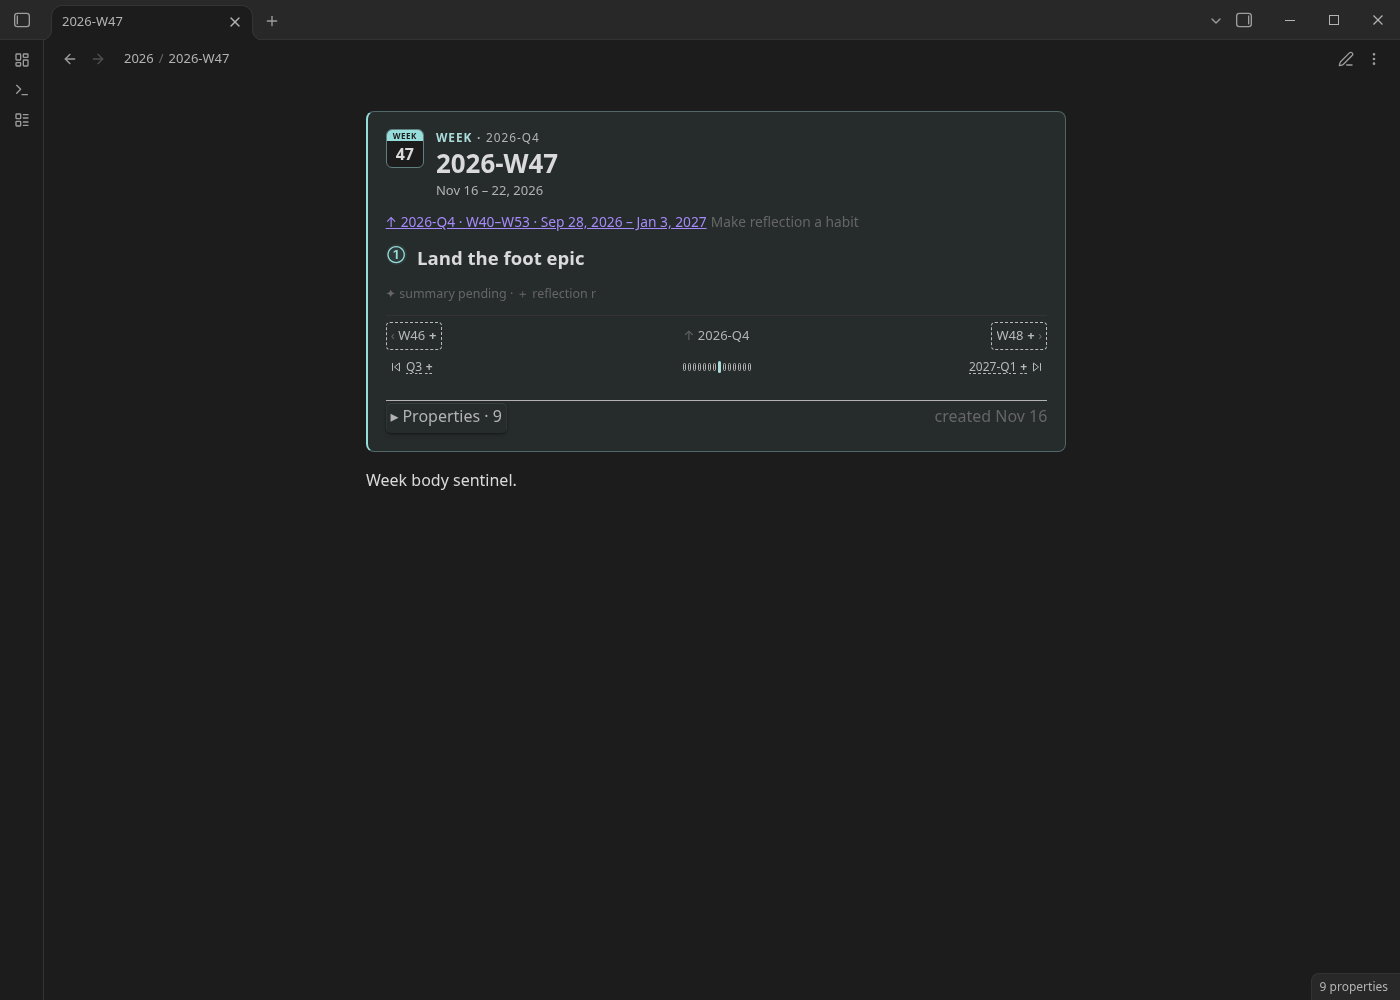 2026-W47
2026 / 2026-W47
WEEK
47
WEEK · 2026-Q4
2026-W47
Nov 16 – 22, 2026
↑ 2026-Q4 · W40–W53 · Sep 28, 2026 – Jan 3, 2027 Make reflection a habit
1 Land the foot epic
✦ summary pending · + reflection r
‹ W46 +
↑ 2026-Q4
W48 + ›
Q3 +
2027-Q1 +
▸ Properties · 9
created Nov 16
Week body sentinel.
9 properties